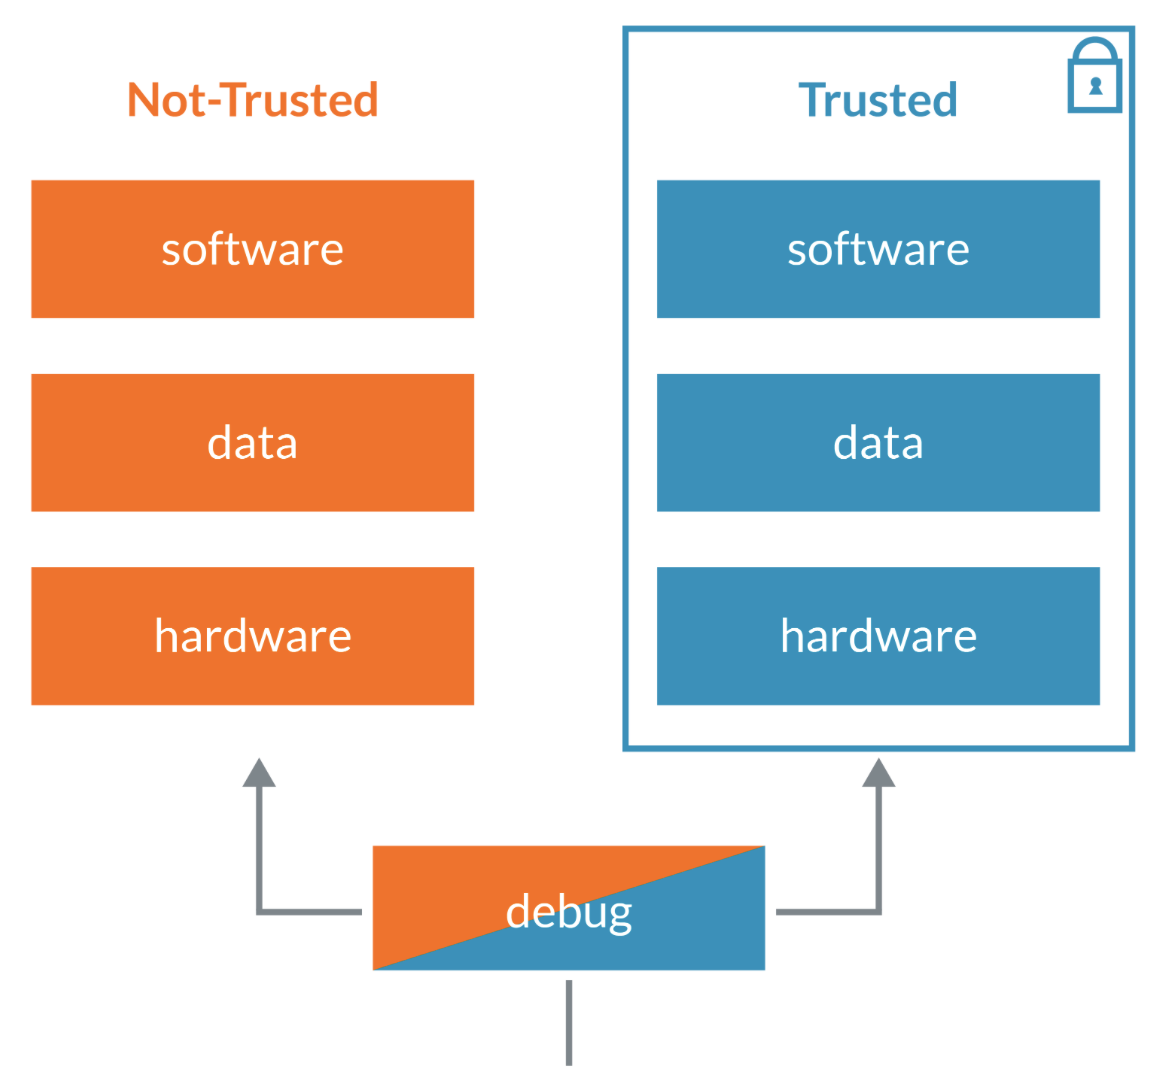 Not-Trusted
software
data
hardware
Trusted
software
data
hardware
debug